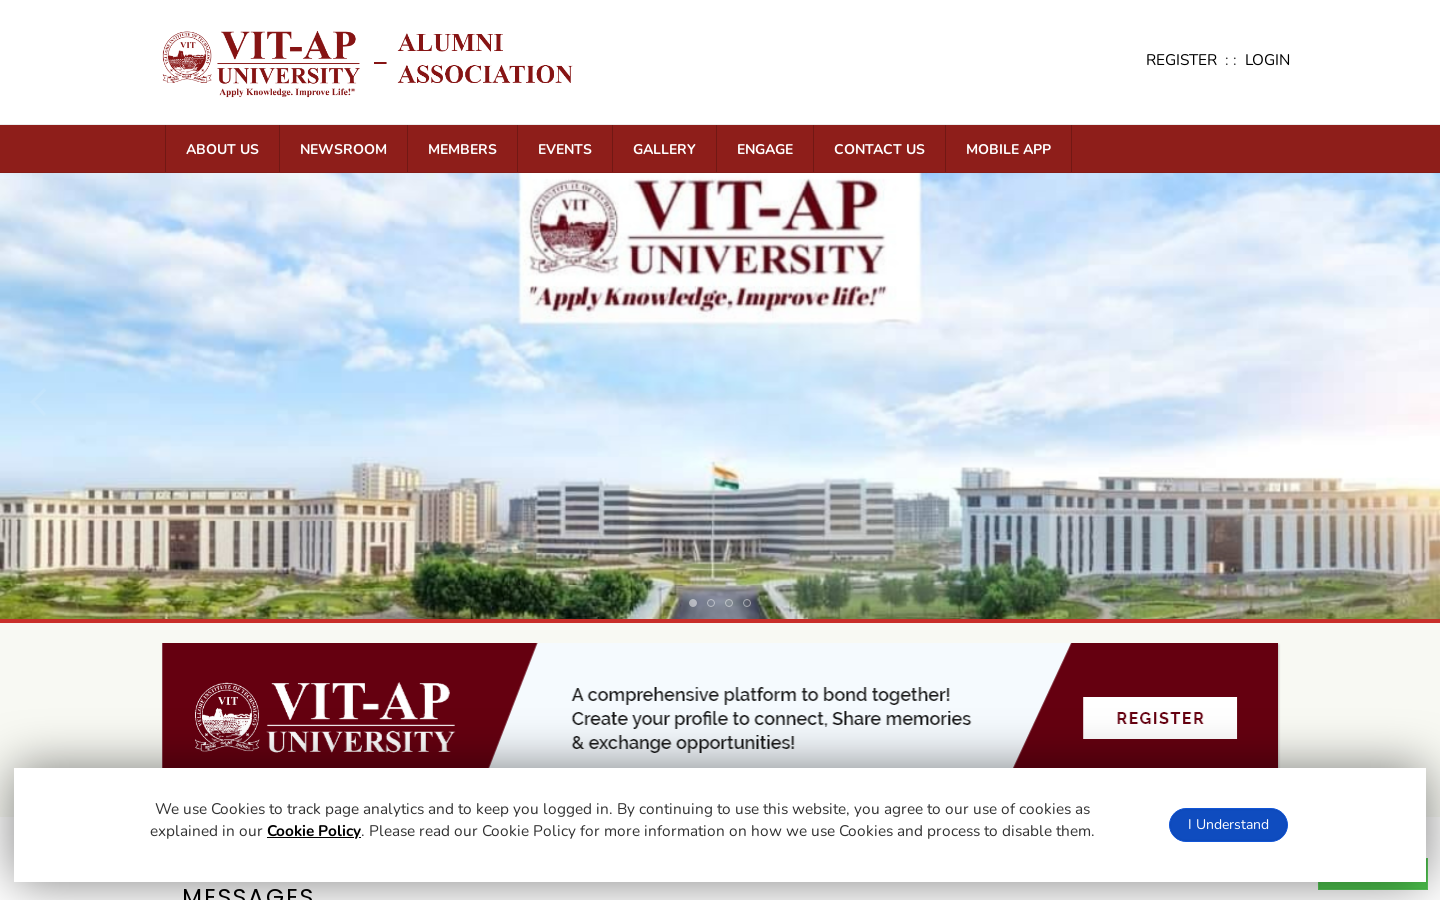 VIT
VIT-AP
UNIVERSITY
Apply Knowledge. Improve Life!"
–
ALUMNI
ASSOCIATION
REGISTER : : LOGIN
ABOUT US
NEWSROOM
MEMBERS
EVENTS
GALLERY
ENGAGE
CONTACT US
MOBILE APP
VIT
VIT-AP
UNIVERSITY
"Apply Knowledge, Improve life!"
VIT
VIT-AP
UNIVERSITY
A comprehensive platform to bond together!
Create your profile to connect, Share memories
& exchange opportunities!
REGISTER
We use Cookies to track page analytics and to keep you logged in. By continuing to use this website, you agree to our use of cookies as
explained in our Cookie Policy. Please read our Cookie Policy for more information on how we use Cookies and process to disable them.
I Understand
MESSAGES